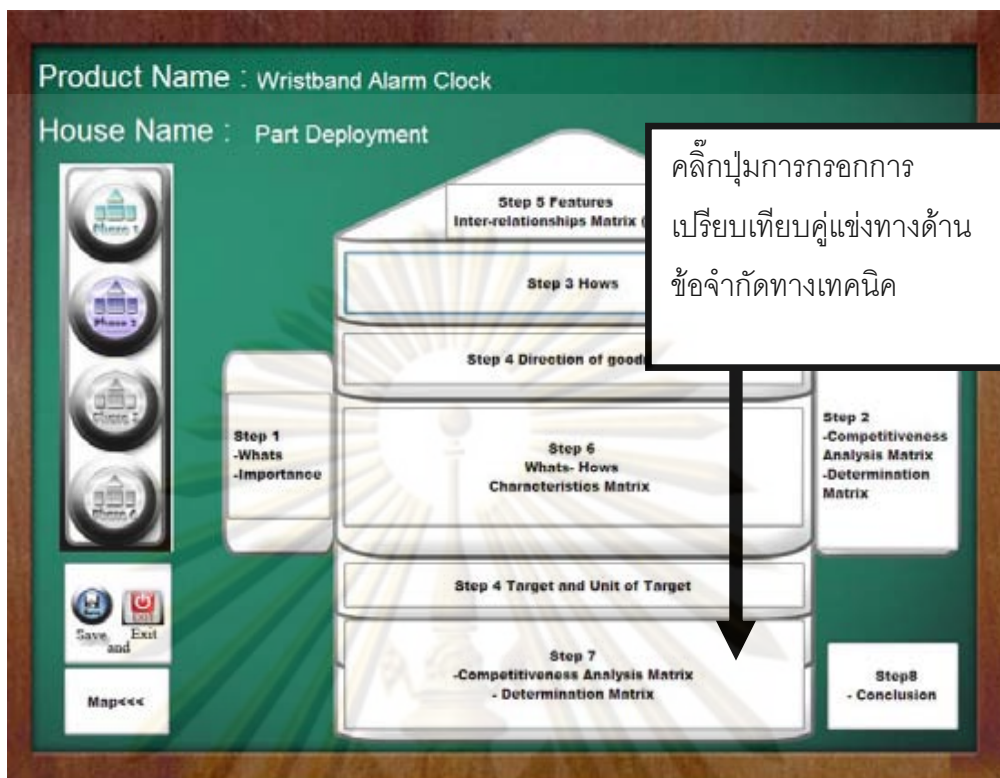 Product Name : Wristband Alarm Clock
House Name : Part Deployment
คลิ๊กปุ่มการกรอกการ
เปรียบเทียบคู่แข่งทางด้าน
ข้อจำกัดทางเทคนิค
Phase 1
Phase 2
Phase
Phase 4
Step 5 Features
Inter-relationships Matrix (
Step 3 Hows
Step 4 Direction of good
Step 1
-Whats
-Importance
Step 6
Whats- Hows
Characteristics Matrix
Step 2
-Competitiveness
Analysis Matrix
-Determination
Matrix
Step 4 Target and Unit of Target
Step 7
-Competitiveness Analysis Matrix
- Determination Matrix
Save and Exit
EXIT
Map<<<
Step8
- Conclusion